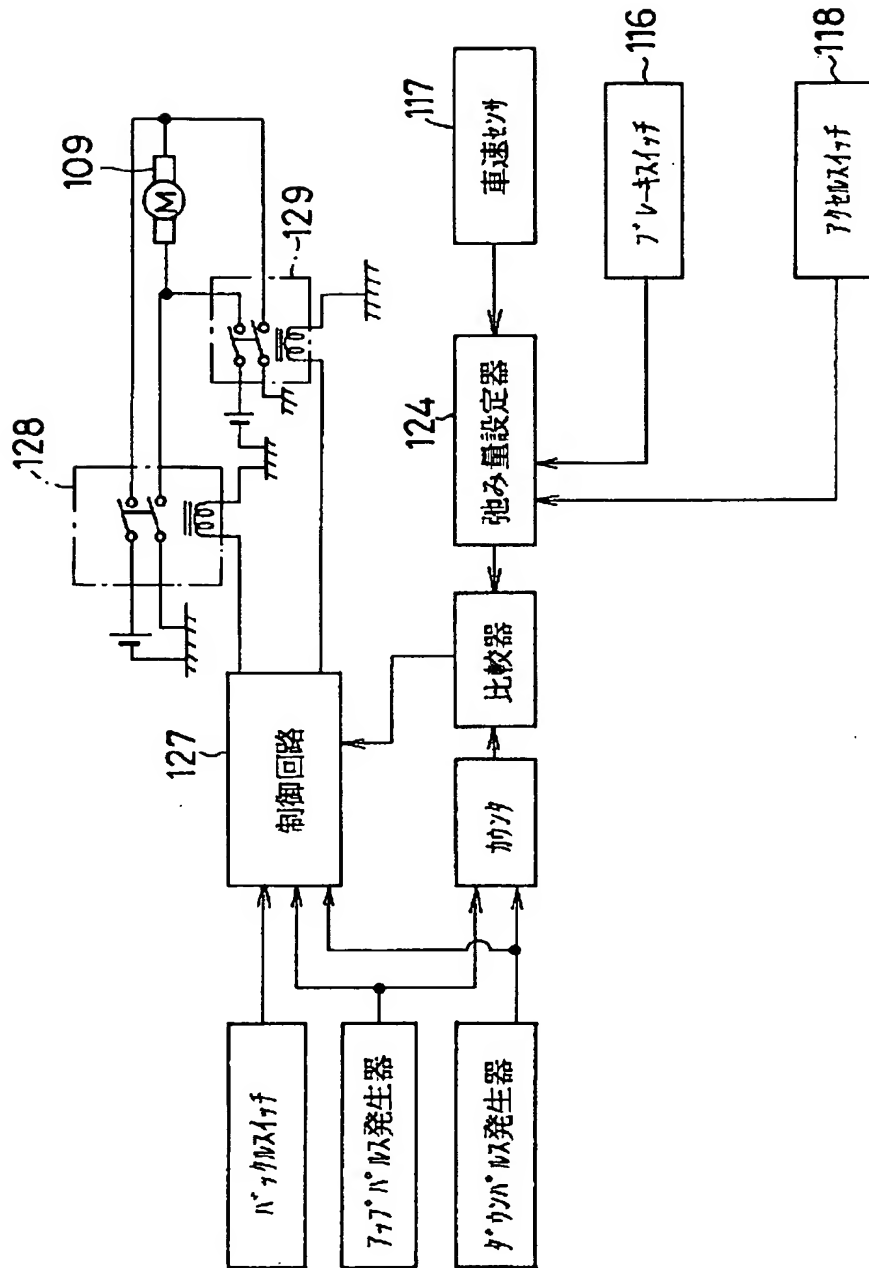 128
109
M
129
127
制御回路
117
車速センサ
116
ブレーキスイッチ
118
アクセルスイッチ
124
弛み量設定器
比較器
カウンタ
バックルスイッチ
アップパルス発生器
ダウンパルス発生器